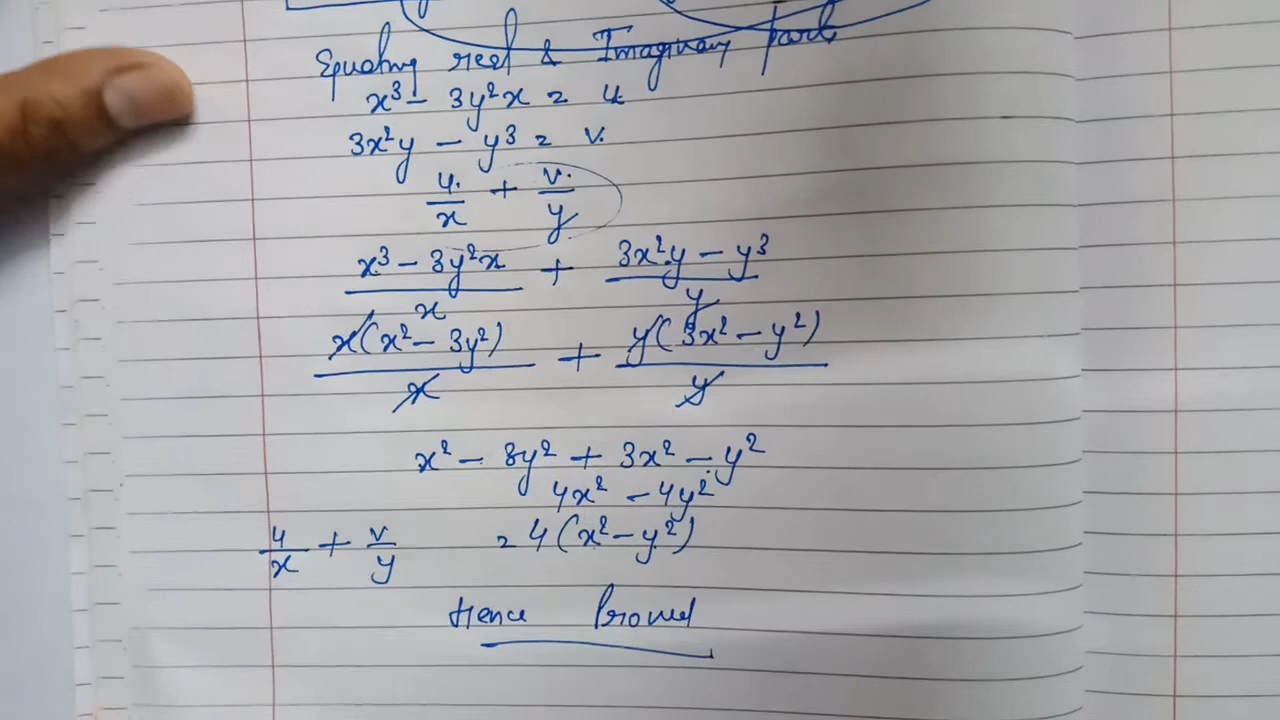 Equating real & Imaginary parts
x³ - 3y²x = u
3x²y - y³ = v.
u/x + v/y
(x³ - 3y²x)/x + (3x²y - y³)/y
x(x² - 3y²)/x + y(3x² - y²)/y
x² - 3y² + 3x² - y²
4x² - 4y²
u/x + v/y = 4(x² - y²)
Hence Proved